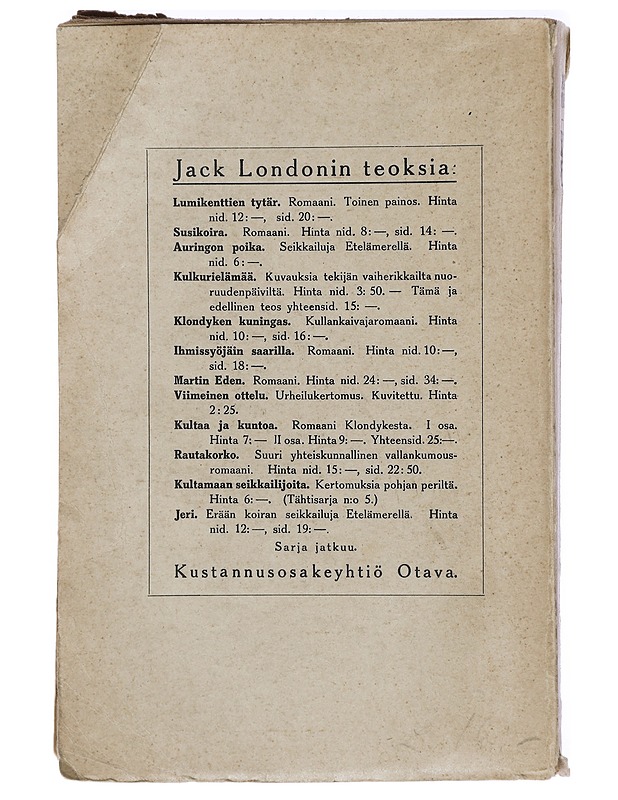 Jack Londonin teoksia:
Lumikenttien tytär. Romaani. Toinen painos. Hinta
nid. 12: —, sid. 20: —.
Susikoira. Romaani. Hinta nid. 8: —, sid. 14: —.
Auringon poika. Seikkailuja Etelämerellä. Hinta
nid. 6: —.
Kulkurielämää. Kuvauksia tekijän vaiherikkailta nuo-
ruudenpäiviltä. Hinta nid. 3: 50. — Tämä ja
edellinen teos yhteensid. 15: —.
Klondyken kuningas. Kullankaivajaromaani. Hinta
nid. 10: —, sid. 16: —.
Ihmissyöjäin saarilla. Romaani. Hinta nid. 10: —,
sid. 18: —.
Martin Eden. Romaani. Hinta nid. 24: —, sid. 34: —.
Viimeinen ottelu. Urheilukertomus. Kuvitettu. Hinta
2: 25.
Kultaa ja kuntoa. Romaani Klondykesta. I osa.
Hinta 7: — II osa. Hinta 9: —. Yhteensid. 25: —.
Rautakorko. Suuri yhteiskunnallinen vallankumous-
romaani. Hinta nid. 15: —, sid. 22: 50.
Kultamaan seikkailijoita. Kertomuksia pohjan periltä.
Hinta 6: —. (Tähtisarja n:o 5.)
Jeri. Erään koiran seikkailuja Etelämerellä. Hinta
nid. 12: —, sid. 19: —.
Sarja jatkuu.
Kustannusosakeyhtiö Otava.